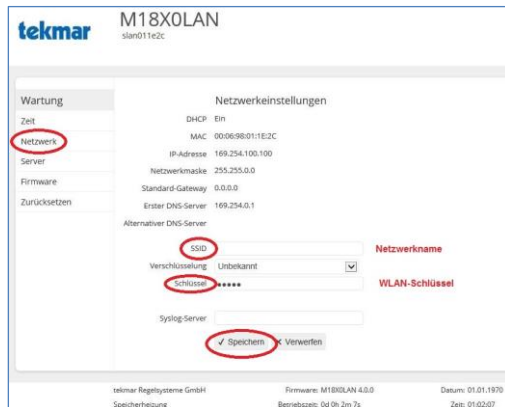 tekmar
M18X0LAN
slan011e2c
Wartung
Zeit
Netzwerk
Server
Firmware
Zurücksetzen
Netzwerkeinstellungen
DHCP Ein
MAC 00:06:98:01:1E:2C
IP-Adresse 169.254.100.100
Netzwerkmaske 255.255.0.0
Standard-Gateway 0.0.0.0
Erster DNS-Server 169.254.0.1
Alternativer DNS-Server
SSID Netzwerkname
Verschlüsselung Unbekannt
Schlüssel ••••• WLAN-Schlüssel
Syslog-Server
✓ Speichern ✕ Verwerfen
tekmar Regelsysteme GmbH Firmware: M18X0LAN 4.0.0 Datum: 01.01.1970
Speicherheizung Betriebszeit: 0d 0h 2m 7s Zeit: 01:02:07